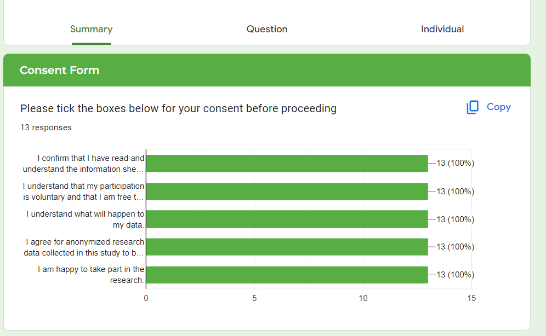 Summary
Question
Individual
Consent Form
Please tick the boxes below for your consent before proceeding
Copy
13 responses
I confirm that I have read and
understand the information she...
13 (100%)
I understand that my participation
is voluntary and that I am free t...
13 (100%)
I understand what will happen to
my data.
13 (100%)
I agree for anonymized research
data collected in this study to b...
13 (100%)
I am happy to take part in the
research.
13 (100%)
0
5
10
15